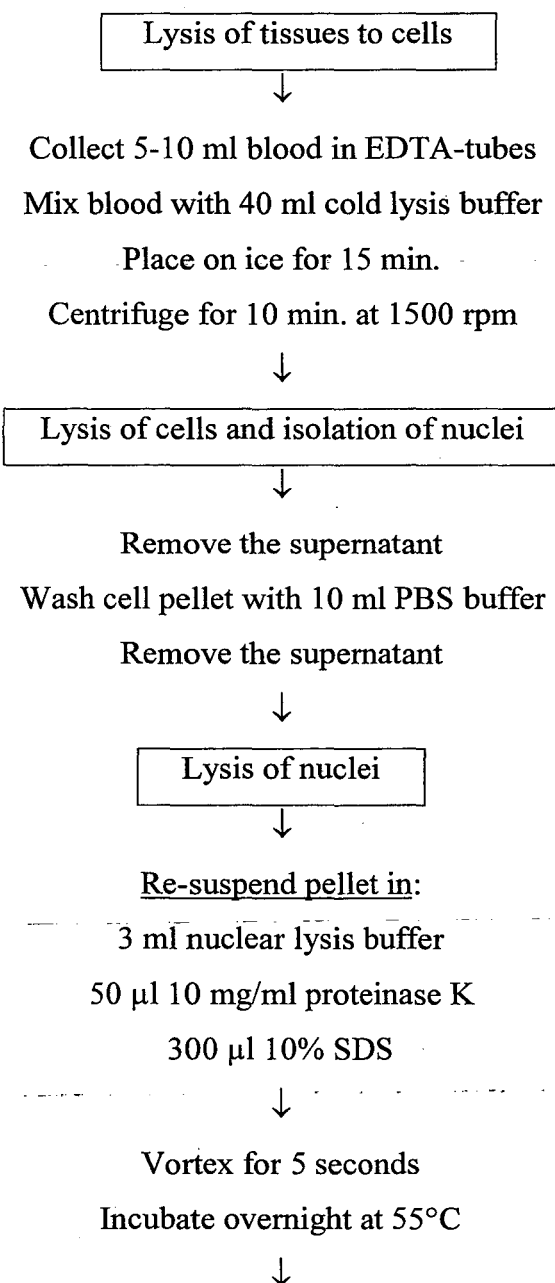 Lysis of tissues to cells
↓
Collect 5-10 ml blood in EDTA-tubes
Mix blood with 40 ml cold lysis buffer
Place on ice for 15 min.
Centrifuge for 10 min. at 1500 rpm
↓
Lysis of cells and isolation of nuclei
↓
Remove the supernatant
Wash cell pellet with 10 ml PBS buffer
Remove the supernatant
↓
Lysis of nuclei
↓
Re-suspend pellet in:
3 ml nuclear lysis buffer
50 µl 10 mg/ml proteinase K
300 µl 10% SDS
↓
Vortex for 5 seconds
Incubate overnight at 55°C
↓